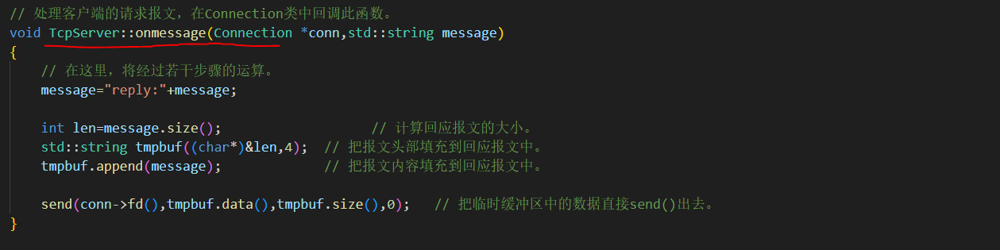 // 处理客户端的请求报文，在Connection类中回调此函数。
void TcpServer::onmessage(Connection *conn,std::string message)
{
    // 在这里，将经过若干步骤的运算。
    message="reply:"+message;
    int len=message.size();                   // 计算回应报文的大小。
    std::string tmpbuf((char*)&len,4);  // 把报文头部填充到回应报文中。
    tmpbuf.append(message);             // 把报文内容填充到回应报文中。
    send(conn->fd(),tmpbuf.data(),tmpbuf.size(),0);   // 把临时缓冲区中的数据直接send()出去。
}